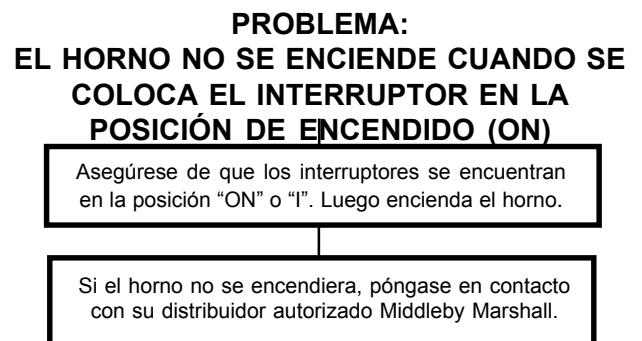 PROBLEMA:
EL HORNO NO SE ENCIENDE CUANDO SE
COLOCA EL INTERRUPTOR EN LA
POSICIÓN DE ENCENDIDO (ON)
Asegúrese de que los interruptores se encuentran
en la posición “ON” o “I”. Luego encienda el horno.
Si el horno no se encendiera, póngase en contacto
con su distribuidor autorizado Middleby Marshall.